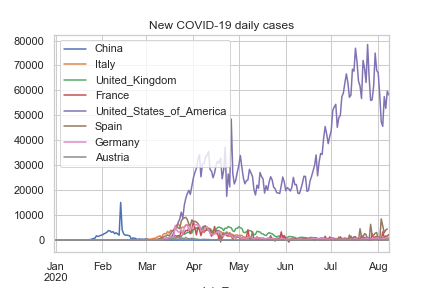 New COVID-19 daily cases
80000
70000
60000
50000
40000
30000
20000
10000
0
China
Italy
United_Kingdom
France
United_States_of_America
Spain
Germany
Austria
Jan Feb Mar Apr May Jun Jul Aug
2020